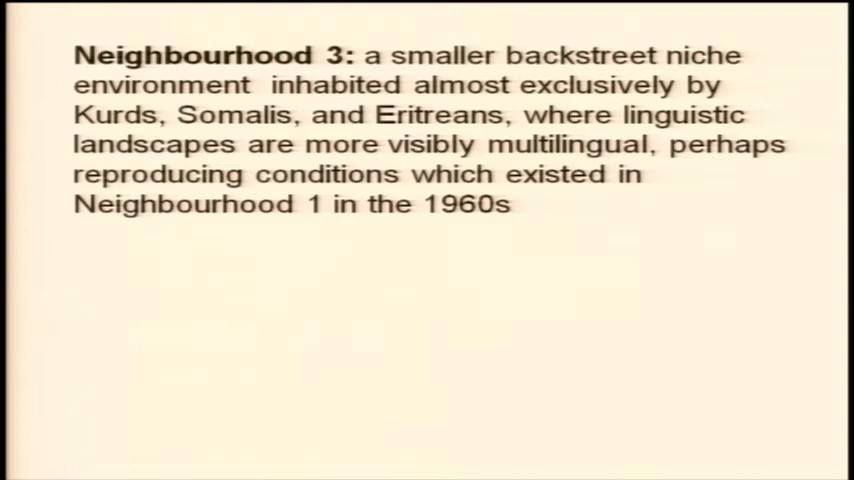 Neighbourhood 3: a smaller backstreet niche
environment inhabited almost exclusively by
Kurds, Somalis, and Eritreans, where linguistic
landscapes are more visibly multilingual, perhaps
reproducing conditions which existed in
Neighbourhood 1 in the 1960s